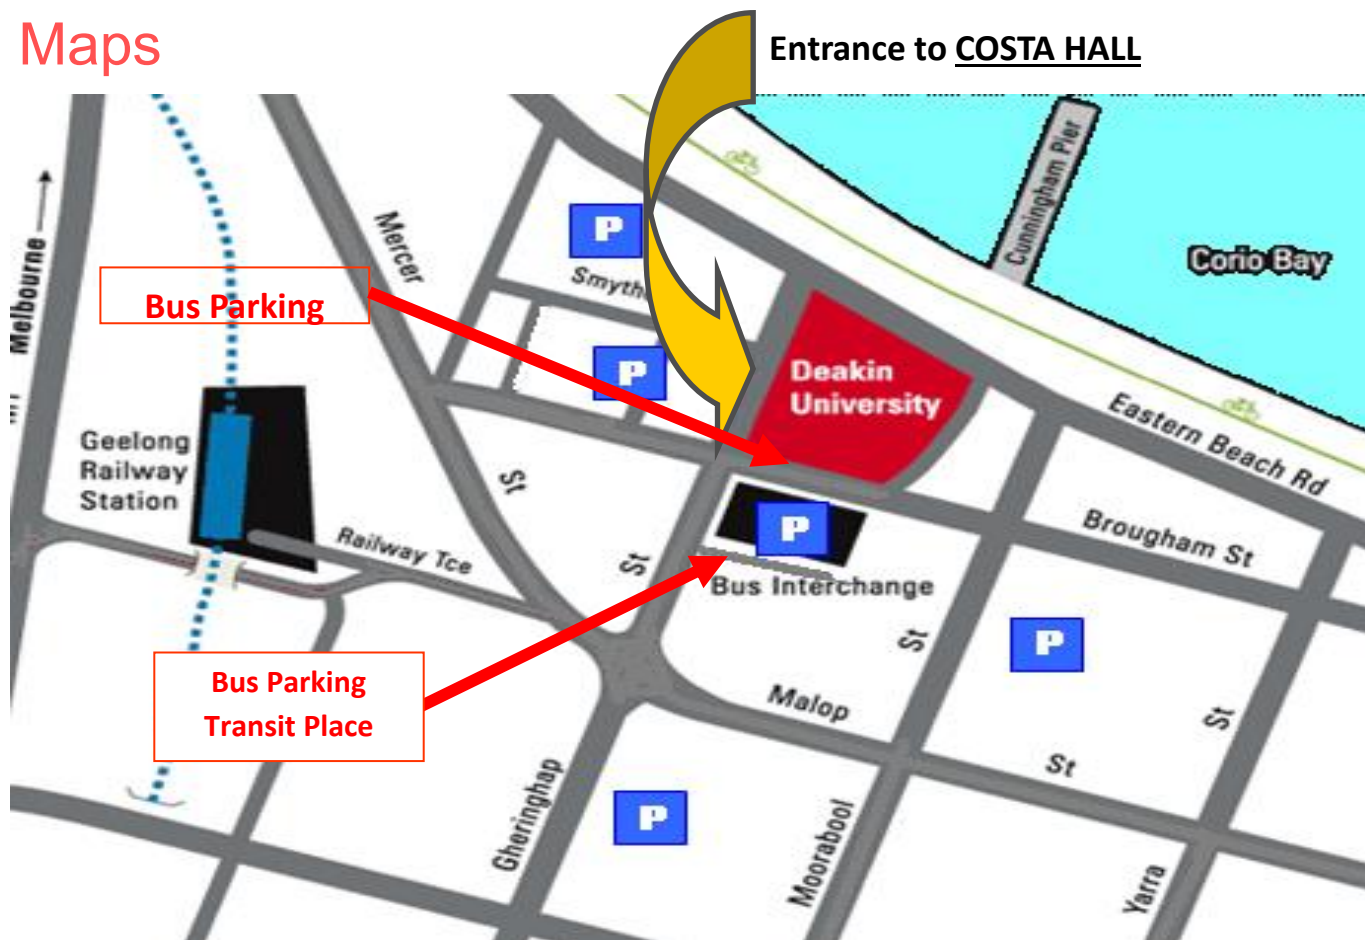 Maps
Entrance to COSTA HALL
Cunningham Pier
Corio Bay
Mercer
Melbourne
P
Smythe
Bus Parking
P
Deakin
University
Geelong
Railway
Station
Eastern Beach Rd
St
P
Brougham St
Railway Tce
St
Bus Interchange
St
P
Bus Parking
Transit Place
Malop
St
St
Gheringhap
P
Moorabool
Yarra